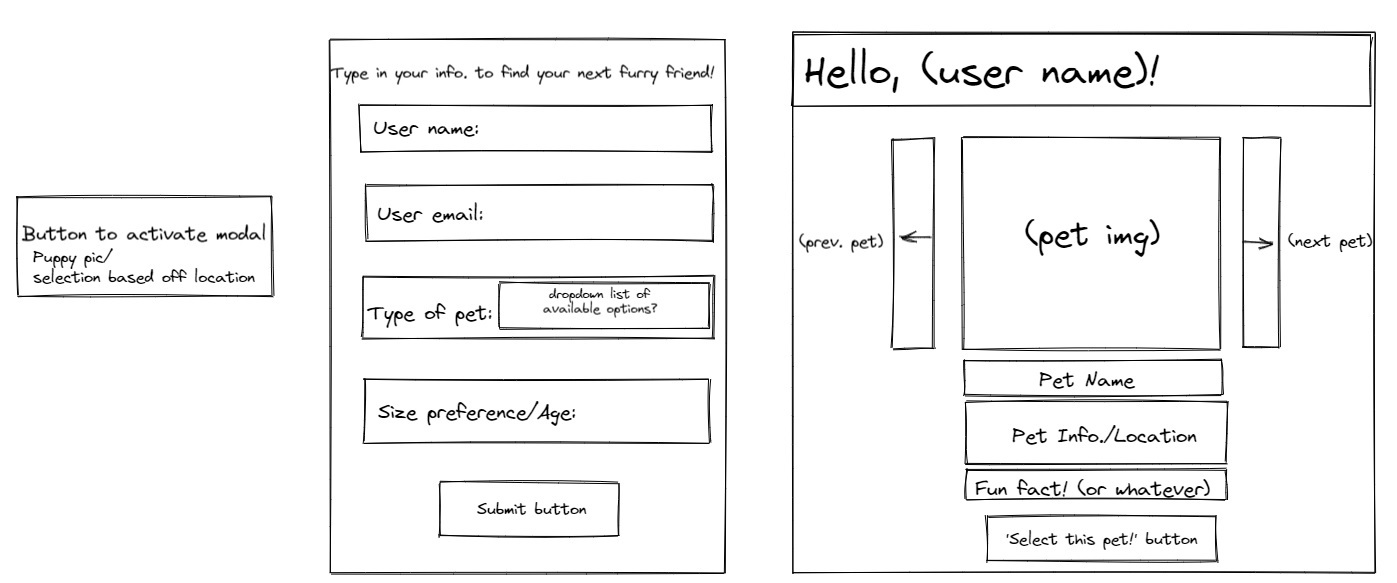 Button to activate modal
Puppy pic/
selection based off location
Type in your info. to find your next furry friend!
User name:
User email:
Type of pet:
dropdown list of
available options?
Size preference/Age:
Submit button
Hello, (user name)!
(prev. pet)
(pet img)
(next pet)
Pet Name
Pet Info./Location
Fun fact! (or whatever)
'Select this pet!' button